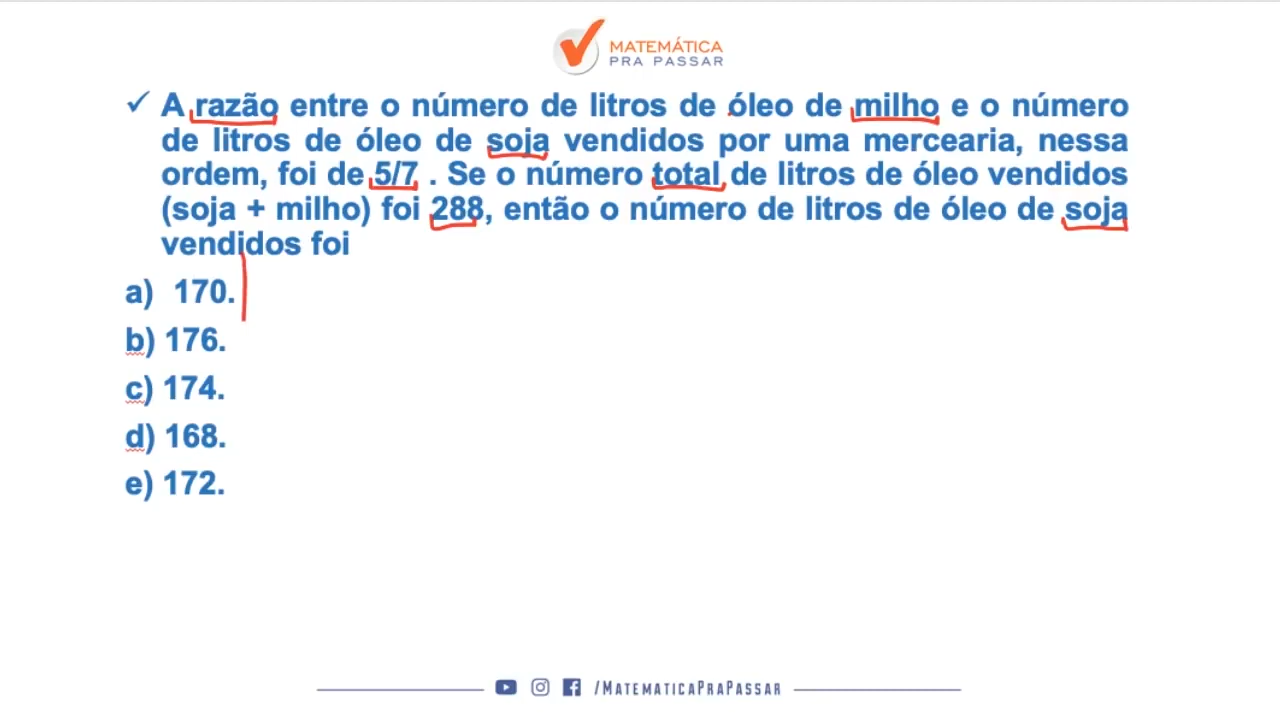 MATEMÁTICA
PRA PASSAR
✓ A razão entre o número de litros de óleo de milho e o número
de litros de óleo de soja vendidos por uma mercearia, nessa
ordem, foi de 5/7 . Se o número total de litros de óleo vendidos
(soja + milho) foi 288, então o número de litros de óleo de soja
vendidos foi
a) 170.
b) 176.
c) 174.
d) 168.
e) 172.
/MATEMATICAPRAPASSAR